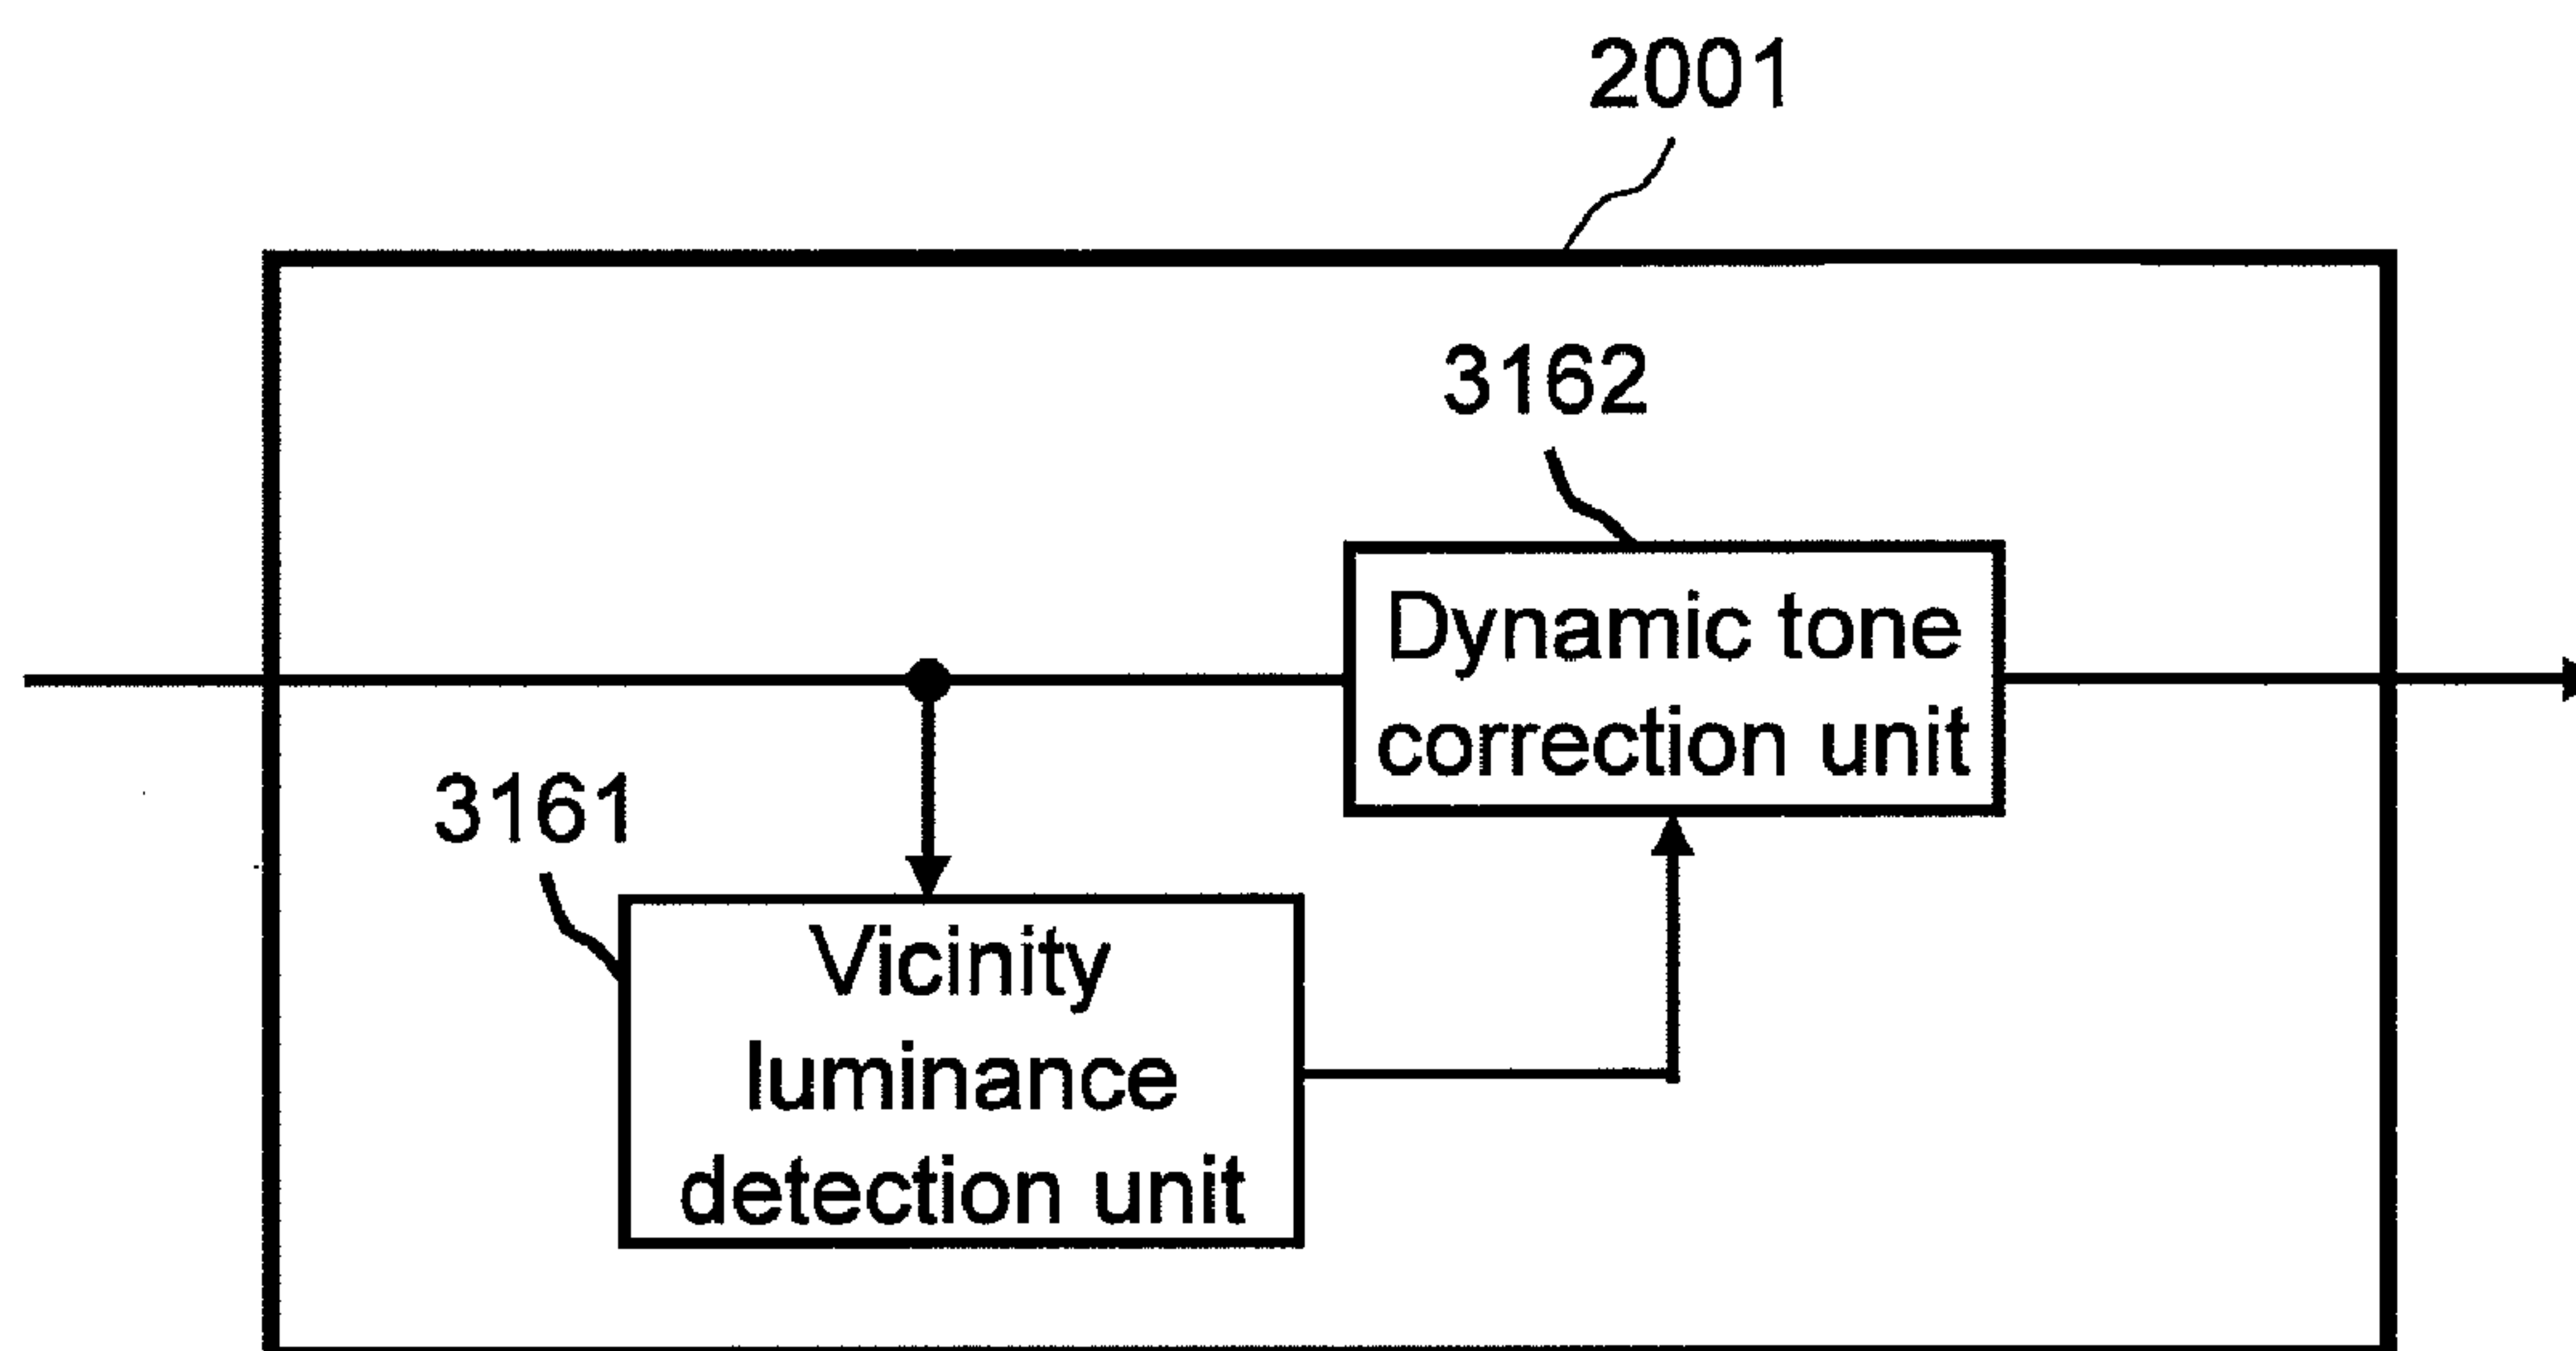 2001
3162
Dynamic tone
correction unit
3161
Vicinity
luminance
detection unit